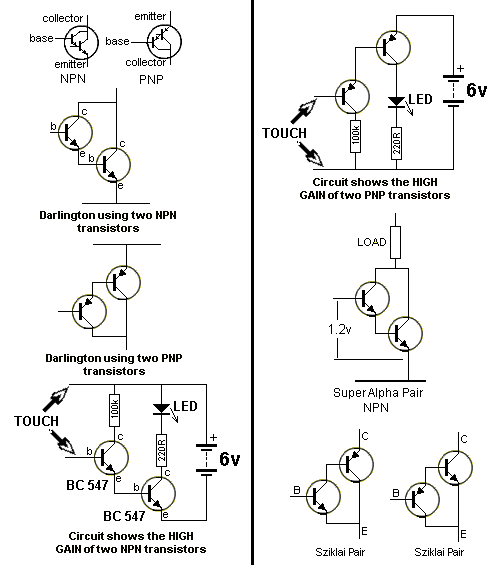 collector
emitter
base
base
emitter
collector
NPN
PNP
c
b
e
b
c
e
Darlington using two NPN
transistors
Darlington using two PNP
transistors
TOUCH
100k
LED
220R
+
6v
b
c
e
BC 547
b
c
e
BC 547
Circuit shows the HIGH
GAIN of two NPN transistors
+
6v
LED
TOUCH
100k
220R
Circuit shows the HIGH
GAIN of two PNP transistors
LOAD
1.2v
Super Alpha Pair
NPN
C
B
E
Sziklai Pair
C
B
E
Sziklai Pair